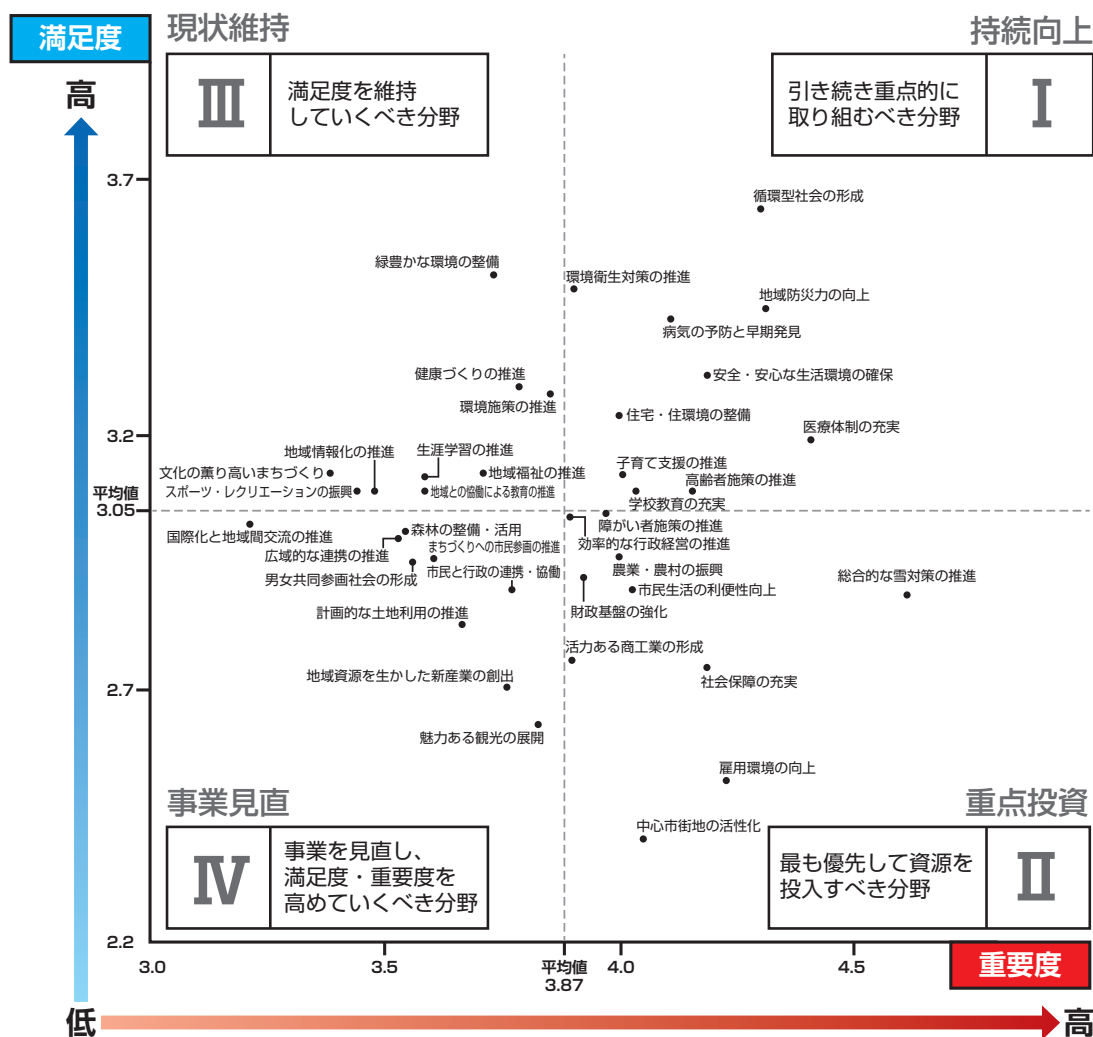 満足度
現状維持
持続向上
高
III
満足度を維持
していくべき分野
引き続き重点的に
取り組むべき分野
I
3.7
循環型社会の形成
緑豊かな環境の整備
環境衛生対策の推進
地域防災力の向上
病気の予防と早期発見
健康づくりの推進
安全・安心な生活環境の確保
環境施策の推進
住宅・住環境の整備
医療体制の充実
3.2
地域情報化の推進
生涯学習の推進
文化の薫り高いまちづくり
地域福祉の推進
子育て支援の推進
高齢者施策の推進
スポーツ・レクリエーションの振興
地域との協働による教育の推進
学校教育の充実
平均値
3.05
国際化と地域間交流の推進
森林の整備・活用
障がい者施策の推進
広域的な連携の推進
まちづくりへの市民参画の推進
効率的な行政経営の推進
男女共同参画社会の形成
市民と行政の連携・協働
農業・農村の振興
総合的な雪対策の推進
市民生活の利便性向上
計画的な土地利用の推進
財政基盤の強化
活力ある商工業の形成
地域資源を生かした新産業の創出
社会保障の充実
2.7
魅力ある観光の展開
雇用環境の向上
事業見直
重点投資
中心市街地の活性化
IV
事業を見直し、
満足度・重要度を
高めていくべき分野
最も優先して資源を
投入すべき分野
II
2.2
3.0
3.5
平均値
3.87
4.0
4.5
重要度
低
高